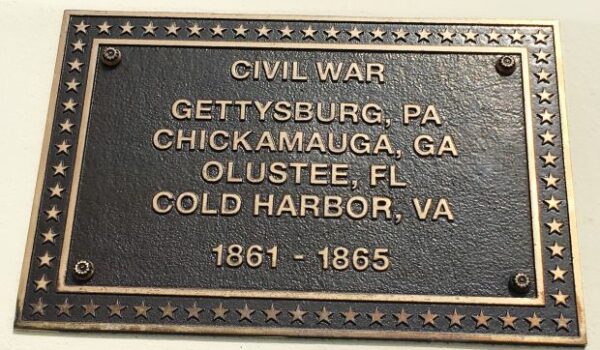 CIVIL WAR
GETTYSBURG, PA
CHICKAMAUGA, GA
OLUSTEE, FL
COLD HARBOR, VA
1861 - 1865